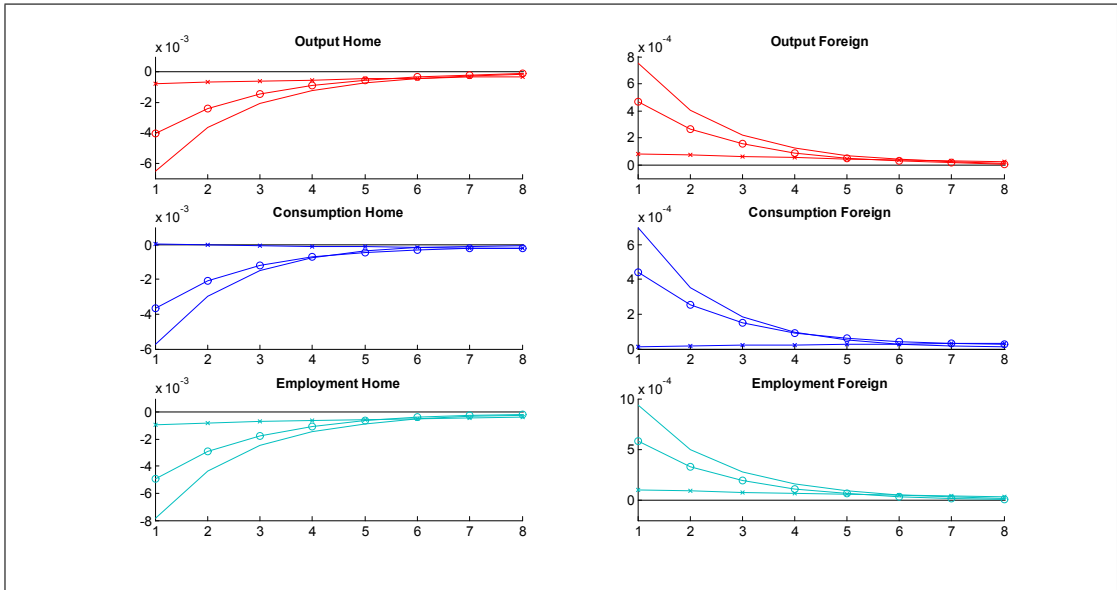 Output Home
x 10⁻³
0
-2
-4
-6
1 2 3 4 5 6 7 8
Output Foreign
x 10⁻⁴
8
6
4
2
0
1 2 3 4 5 6 7 8
Consumption Home
x 10⁻³
0
-2
-4
-6
1 2 3 4 5 6 7 8
Consumption Foreign
x 10⁻⁴
6
4
2
0
1 2 3 4 5 6 7 8
Employment Home
x 10⁻³
0
-2
-4
-6
-8
1 2 3 4 5 6 7 8
Employment Foreign
x 10⁻⁴
10
5
0
1 2 3 4 5 6 7 8